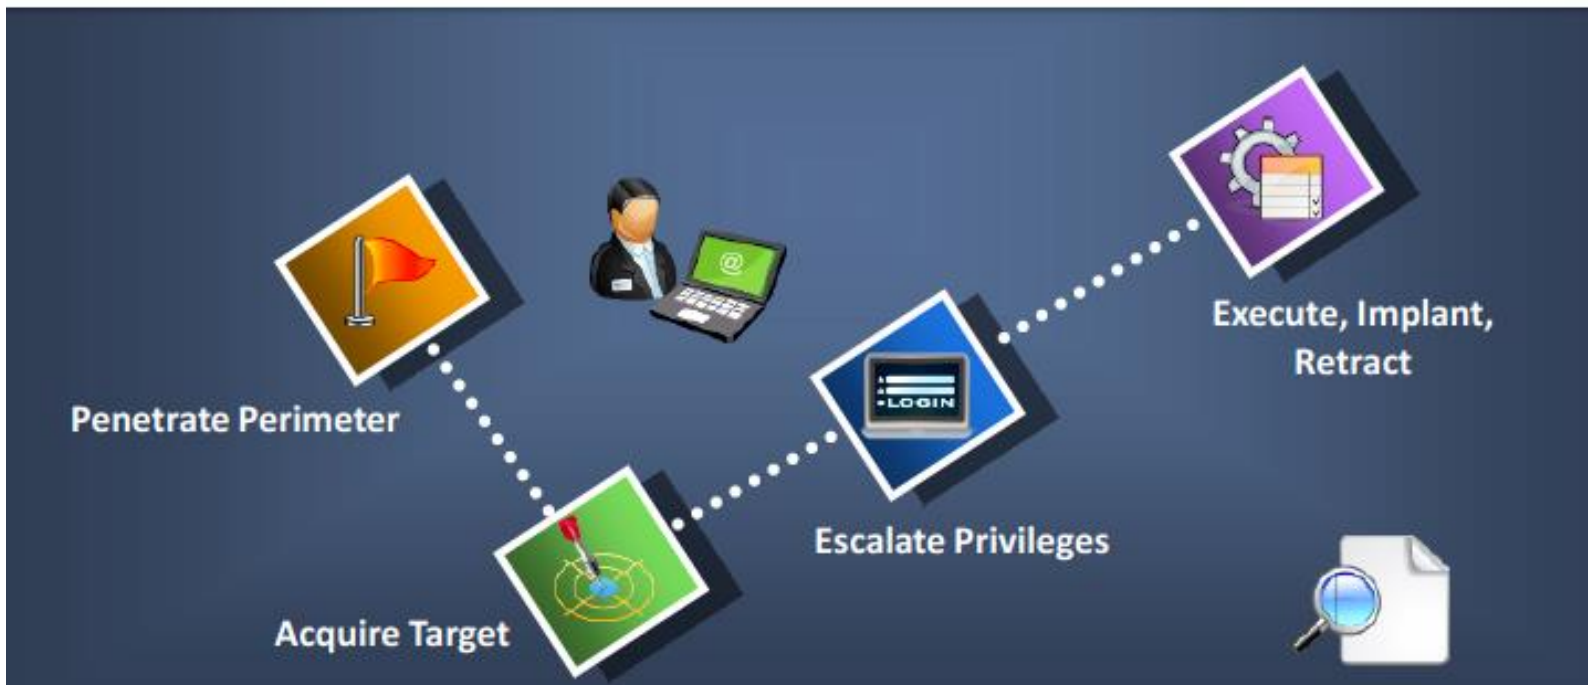 Penetrate Perimeter
Acquire Target
LOGIN
Escalate Privileges
Execute, Implant,
Retract
@